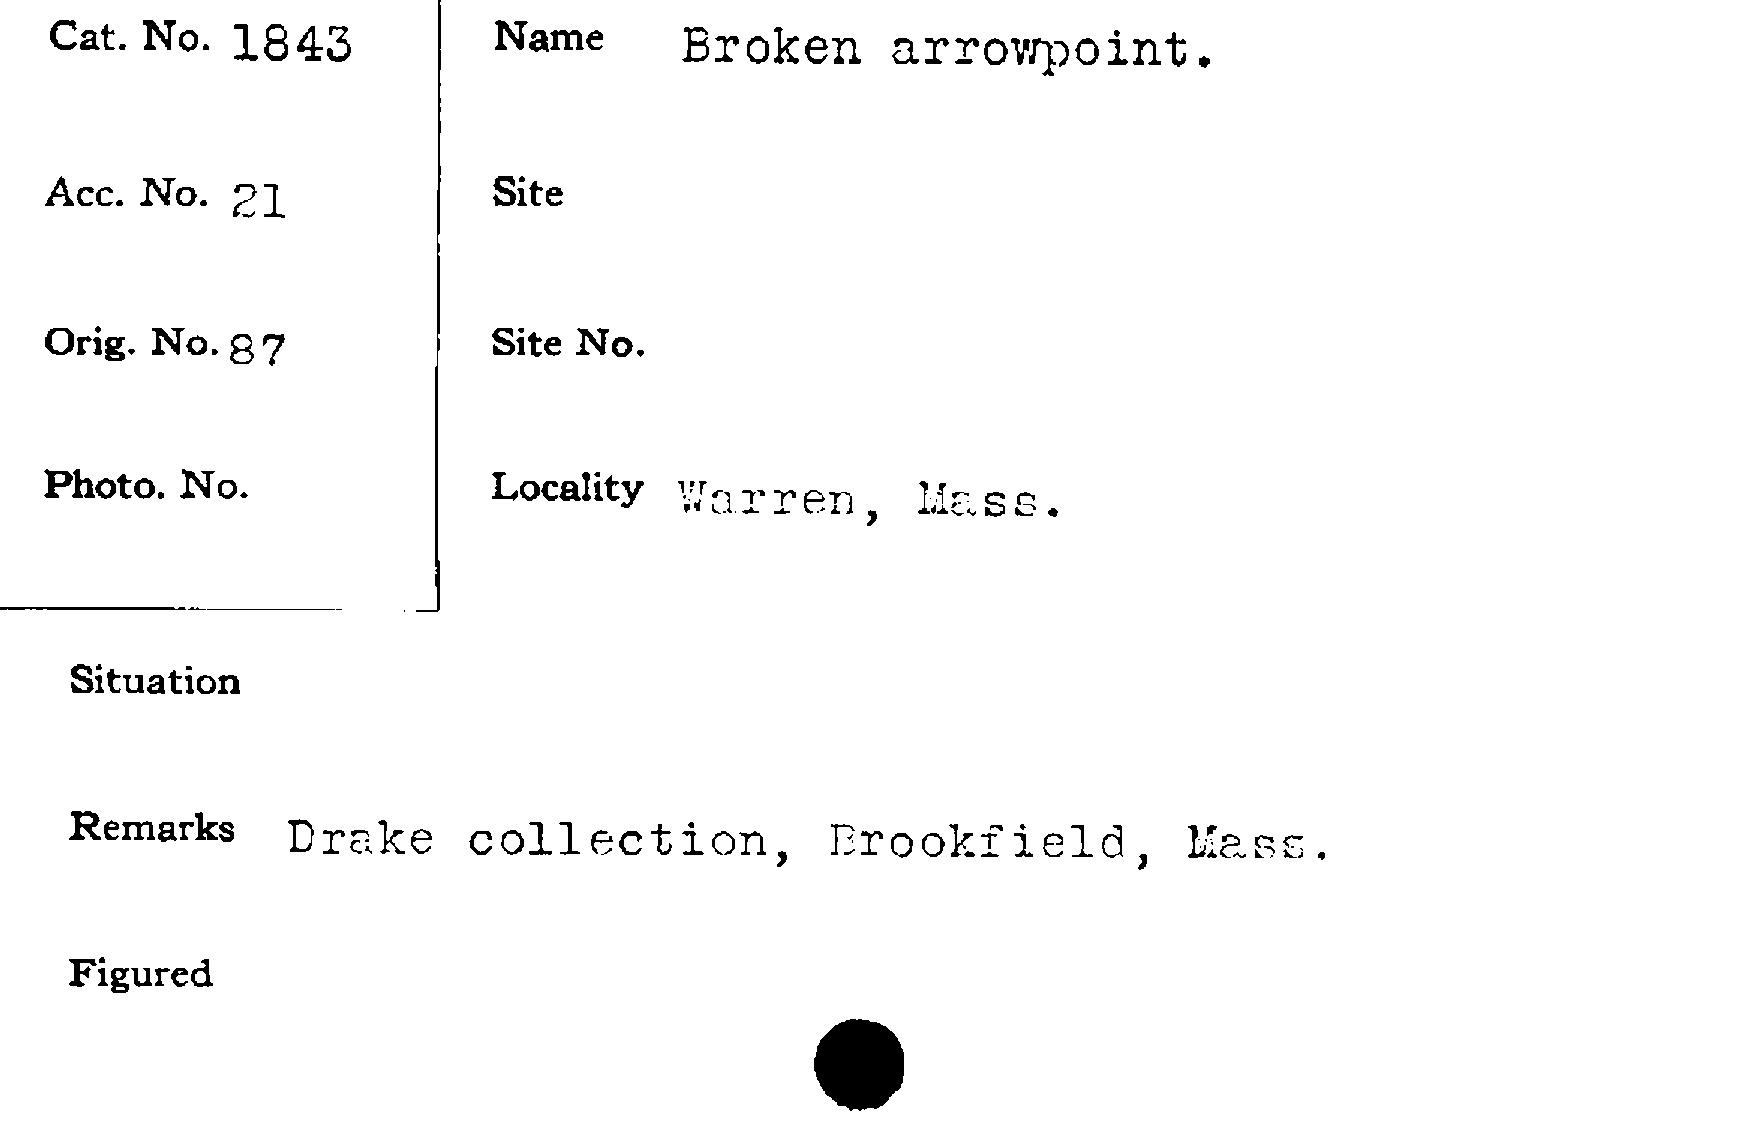 Cat. No. 1843
Name Broken arrowpoint.
Acc. No. 21
Site
Orig. No. 87
Site No.
Photo. No.
Locality Warren, Mass.
Situation
Remarks Drake collection, Brookfield, Mass.
Figured